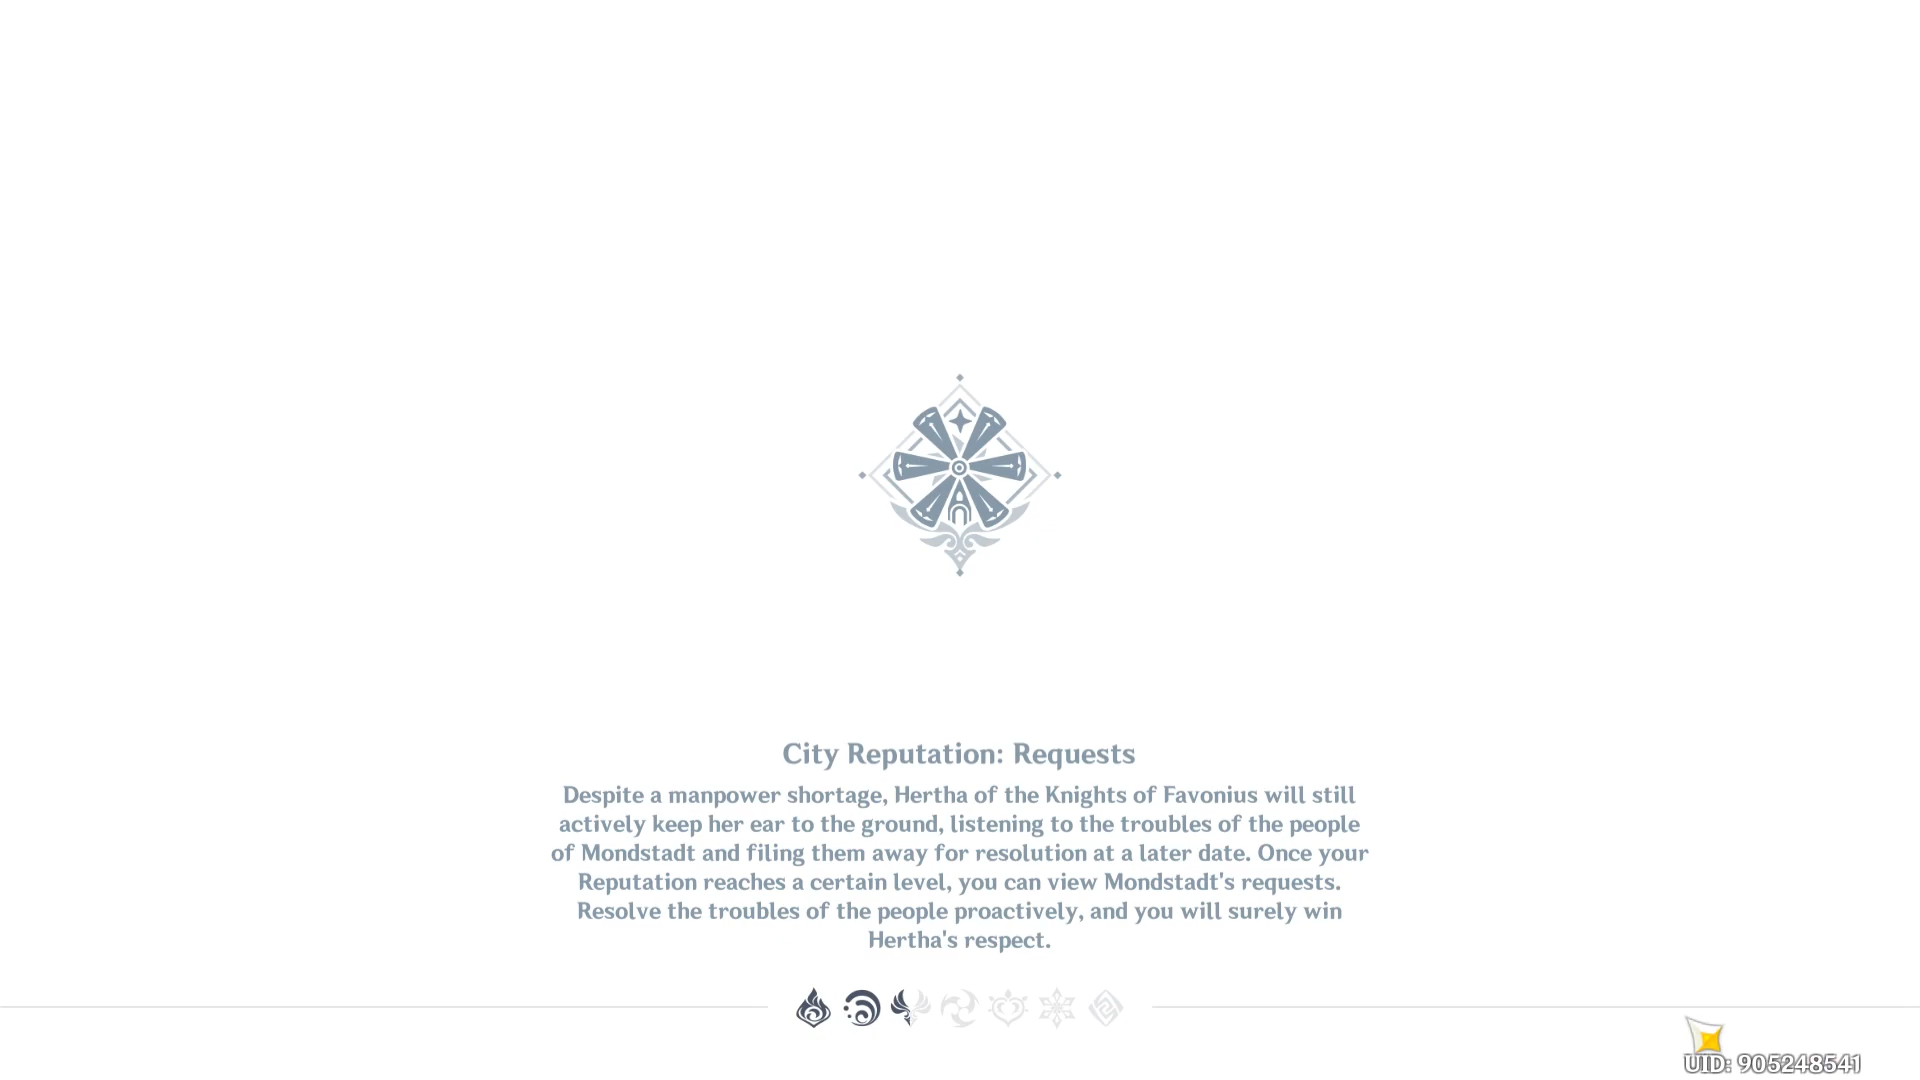 City Reputation: Requests
Despite a manpower shortage, Hertha of the Knights of Favonius will still
actively keep her ear to the ground, listening to the troubles of the people
of Mondstadt and filing them away for resolution at a later date. Once your
Reputation reaches a certain level, you can view Mondstadt's requests.
Resolve the troubles of the people proactively, and you will surely win
Hertha's respect.
UID: 905248541